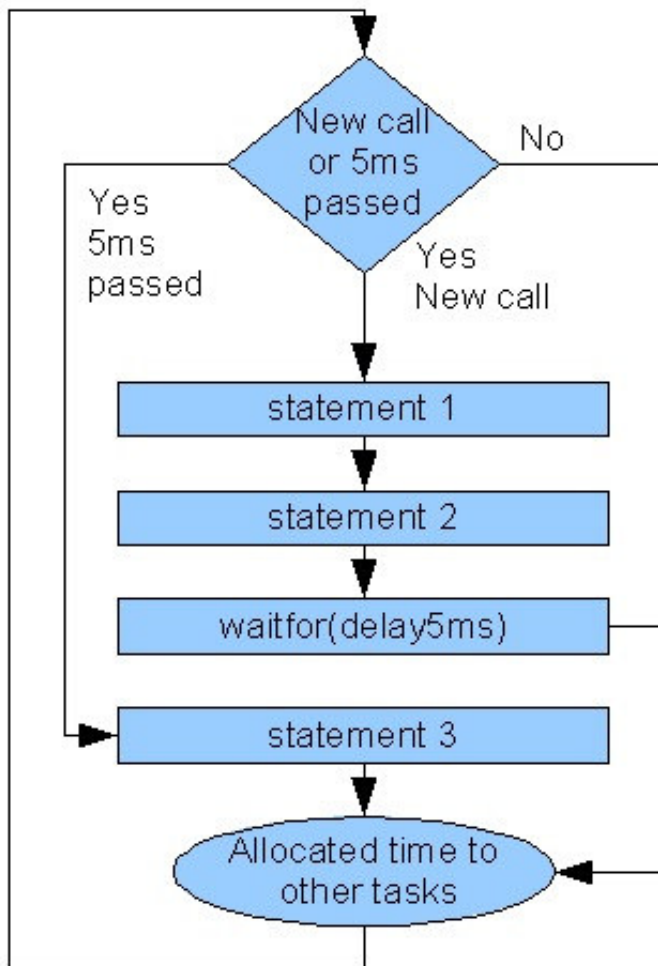 New call
or 5ms
passed
No
Yes
5ms
passed
Yes
New call
statement 1
statement 2
waitfor(delay5ms)
statement 3
Allocated time to
other tasks